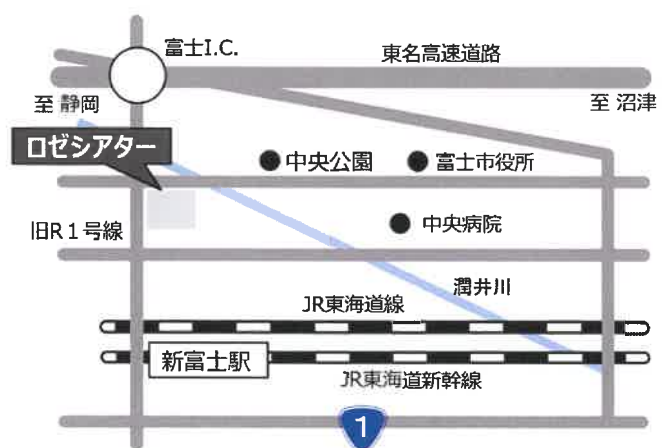 富士I.C.
東名高速道路
至 静岡
至 沼津
ロゼシアター
中央公園
富士市役所
旧R１号線
中央病院
潤井川
JR東海道線
新富士駅
JR東海道新幹線
1